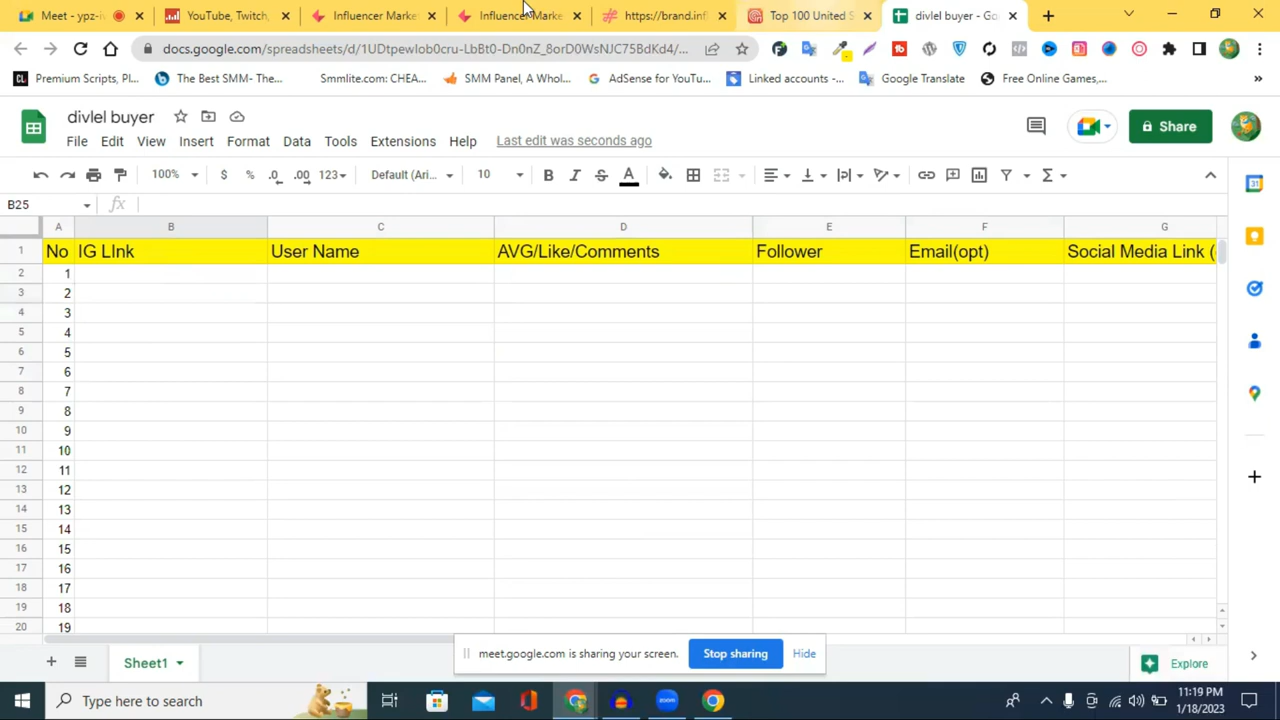 Meet - ypz-i
YouTube, Twitch,
Influencer Marke
Influencer Marke
https://brand.infl
Top 100 United S
divlel buyer - Go
docs.google.com/spreadsheets/d/1UDtpewIob0cru-LbBt0-Dn0nZ_8orD0WsNJC75BdKd4/...
Premium Scripts, Pl...
The Best SMM- The...
Smmlite.com: CHEA...
SMM Panel, A Whol...
AdSense for YouTu...
Linked accounts -...
Google Translate
Free Online Games,...
divlel buyer
File Edit View Insert Format Data Tools Extensions Help Last edit was seconds ago
Share
100% $ % .0 .00 123 Default (Ari... 10 B I S A
B25 fx
A B C D E F G
1 No IG LInk User Name AVG/Like/Comments Follower Email(opt) Social Media Link (
2 1
3 2
4 3
5 4
6 5
7 6
8 7
9 8
10 9
11 10
12 11
13 12
14 13
15 14
16 15
17 16
18 17
19 18
20 19
meet.google.com is sharing your screen. Stop sharing Hide
Sheet1
Explore
Type here to search
11:19 PM
1/18/2023